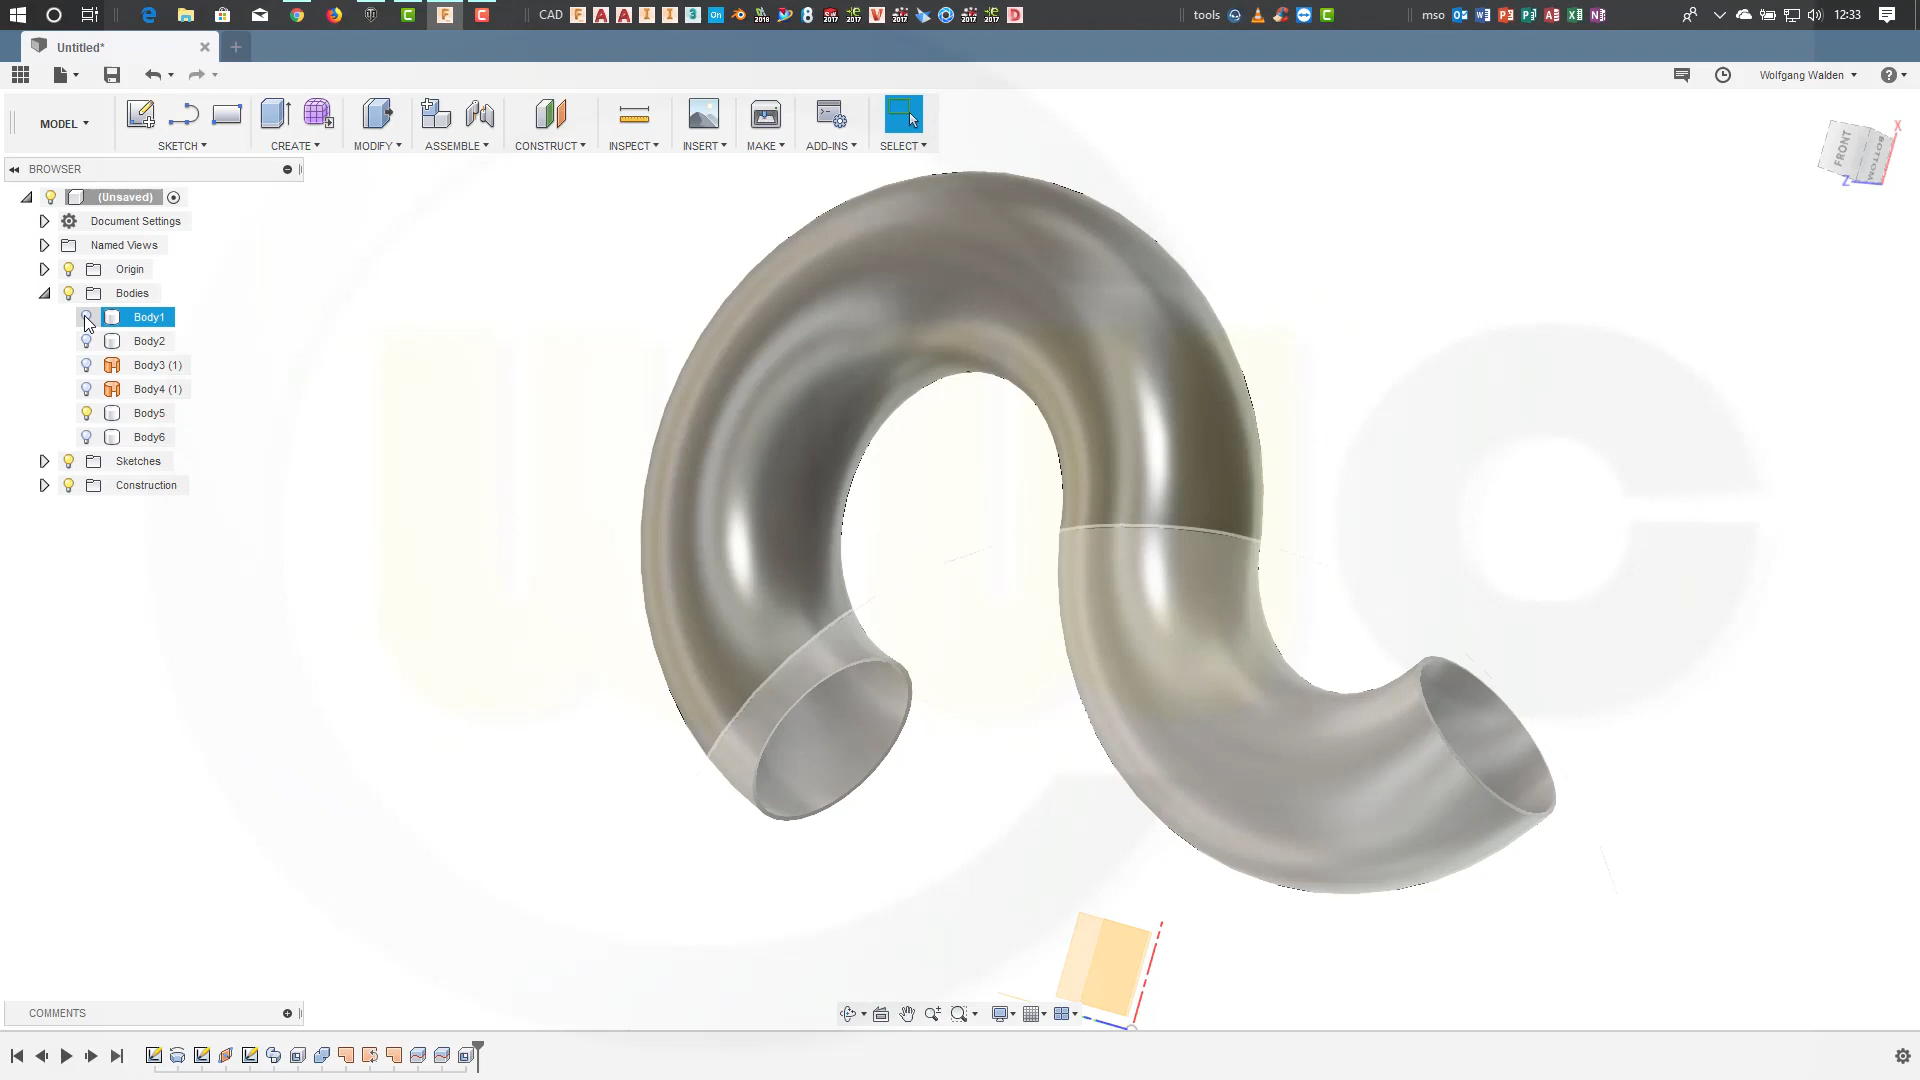 CAD
tools
mso
12:33
Untitled*
Wolfgang Walden
MODEL
SKETCH
CREATE
MODIFY
ASSEMBLE
CONSTRUCT
INSPECT
INSERT
MAKE
ADD-INS
SELECT
FRONT
BOTTOM
X
Z
BROWSER
(Unsaved)
Document Settings
Named Views
Origin
Bodies
Body1
Body2
Body3 (1)
Body4 (1)
Body5
Body6
Sketches
Construction
COMMENTS